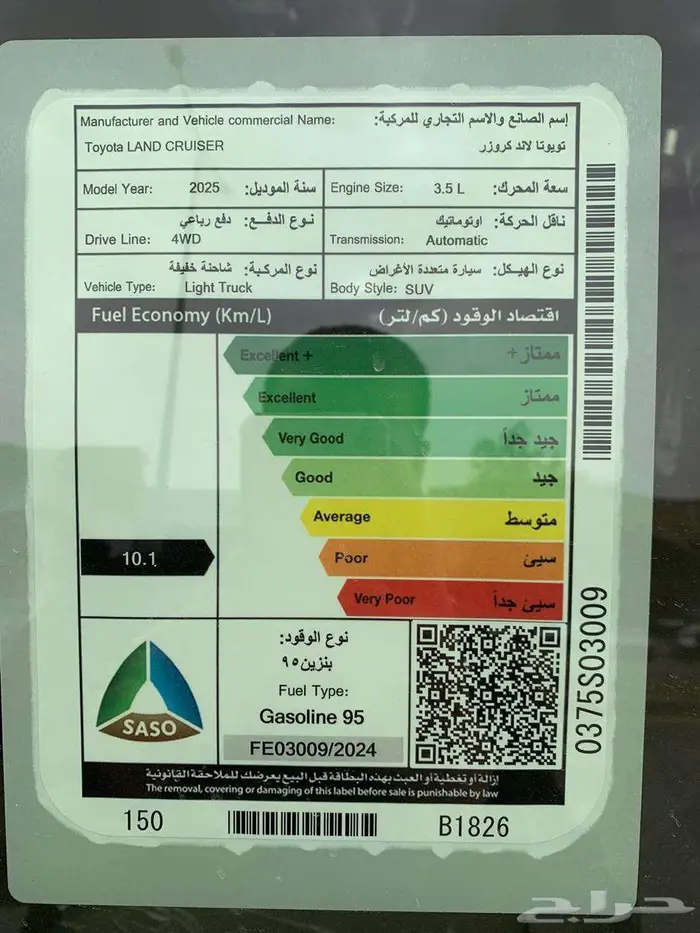 Manufacturer and Vehicle commercial Name: إسم الصانع والاسم التجاري للمركبة:
Toyota LAND CRUISER تويوتا لاند كروزر
Model Year: 2025 سنة الموديل: Engine Size: 3.5 L سعة المحرك:
نوع الدفع: دفع رباعي ناقل الحركة: اوتوماتيك
Drive Line: 4WD Transmission: Automatic
نوع المركبة: شاحنة خفيفة نوع الهيكل: سيارة متعددة الأغراض
Vehicle Type: Light Truck Body Style: SUV
Fuel Economy (Km/L) اقتصاد الوقود (كم/لتر)
Excellent + ممتاز+
Excellent ممتاز
Very Good جيد جداً
Good جيد
Average متوسط
10.1 Poor سيئ
Very Poor سيئ جداً
نوع الوقود:
بنزين ٩٥
Fuel Type:
Gasoline 95
FE03009/2024
SASO
إزالة أو تغطية أو العبث بهذه البطاقة قبل البيع يعرضك للملاحقة القانونية
The removal, covering or damaging of this label before sale is punishable by law
150 B1826
0375S03009
حراج